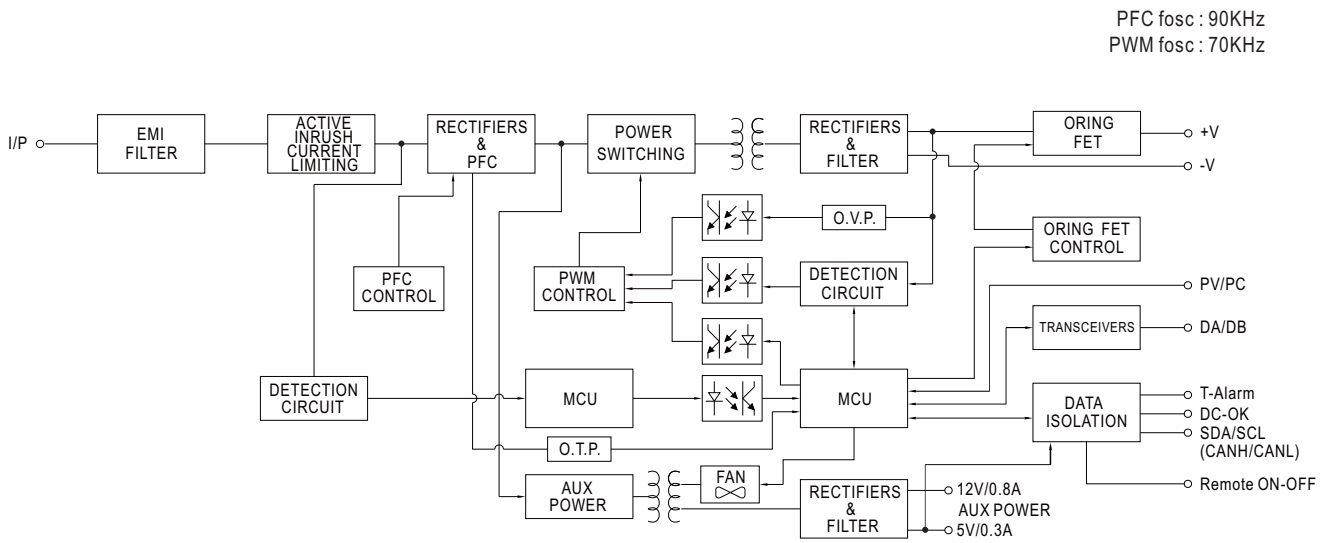 PFC fosc : 90KHz
PWM fosc : 70KHz
I/P
EMI
FILTER
ACTIVE
INRUSH
CURRENT
LIMITING
RECTIFIERS
&
PFC
POWER
SWITCHING
RECTIFIERS
&
FILTER
ORING
FET
+V
-V
O.V.P.
ORING FET
CONTROL
PFC
CONTROL
PWM
CONTROL
DETECTION
CIRCUIT
PV/PC
TRANSCEIVERS
DA/DB
DETECTION
CIRCUIT
MCU
MCU
DATA
ISOLATION
T-Alarm
DC-OK
SDA/SCL
(CANH/CANL)
O.T.P.
AUX
POWER
FAN
RECTIFIERS
&
FILTER
12V/0.8A
AUX POWER
5V/0.3A
Remote ON-OFF